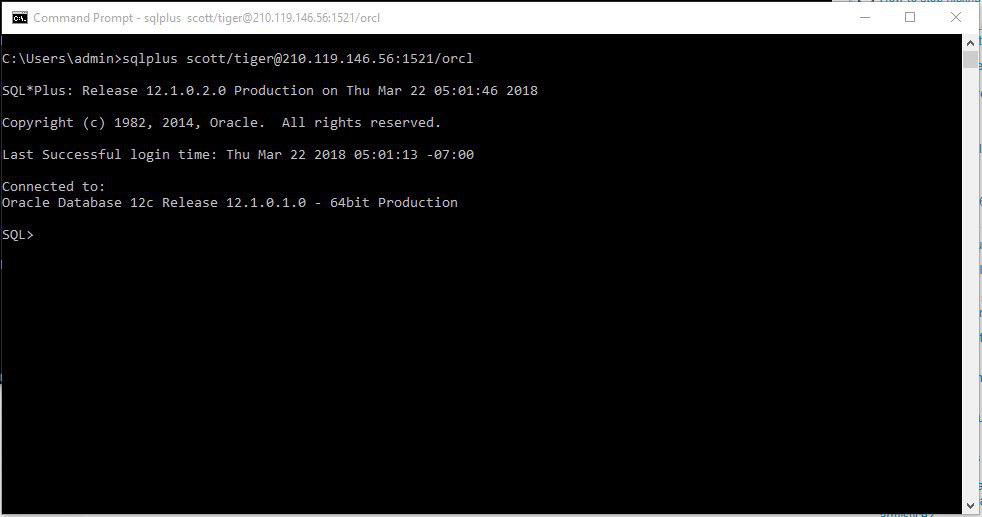 Command Prompt - sqlplus scott/tiger@210.119.146.56:1521/orcl
C:\Users\admin>sqlplus scott/tiger@210.119.146.56:1521/orcl
SQL*Plus: Release 12.1.0.2.0 Production on Thu Mar 22 05:01:46 2018
Copyright (c) 1982, 2014, Oracle.  All rights reserved.
Last Successful login time: Thu Mar 22 2018 05:01:13 -07:00
Connected to:
Oracle Database 12c Release 12.1.0.1.0 - 64bit Production
SQL>